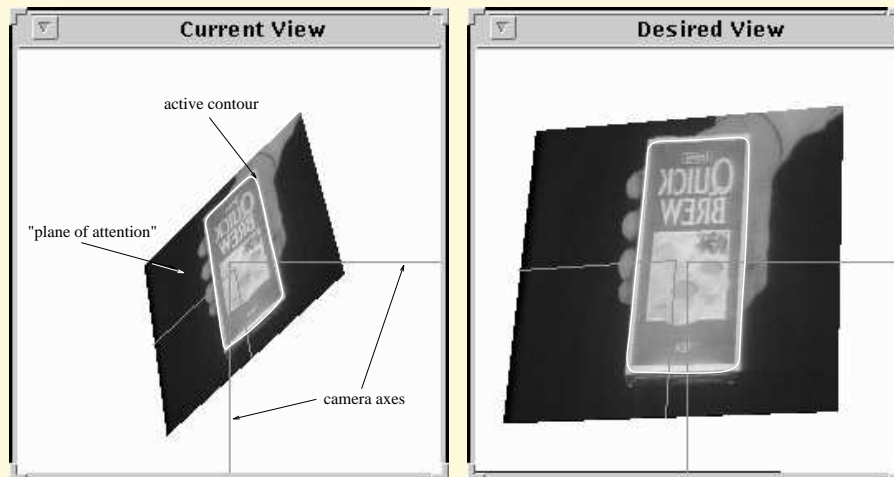 Current View
active contour
"plane of attention"
QUICK
BREW
camera axes
Desired View
QUICK
BREW